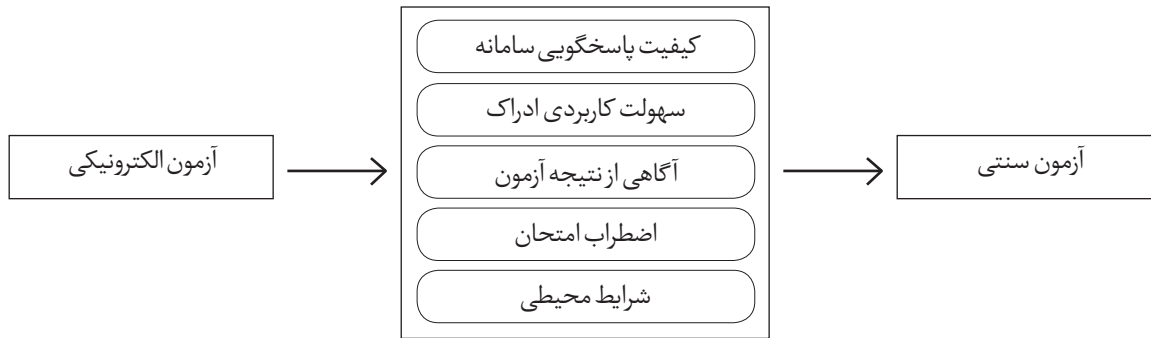 کیفیت پاسخگویی سامانه
سهولت کاربردی ادراک
آگاهی از نتیجه آزمون
اضطراب امتحان
شرایط محیطی
آزمون الکترونیکی
آزمون سنتی